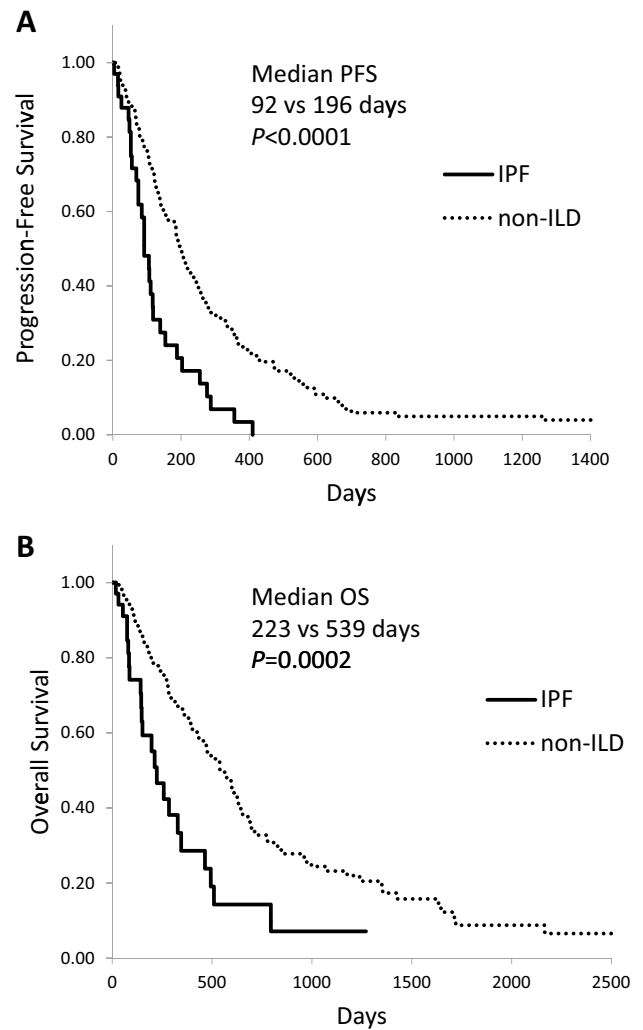 A
Progression-Free Survival
1.00
0.80
0.60
0.40
0.20
0.00
Median PFS
92 vs 196 days
P<0.0001
IPF
non-ILD
0 200 400 600 800 1000 1200 1400
Days
B
Overall Survival
1.00
0.80
0.60
0.40
0.20
0.00
Median OS
223 vs 539 days
P=0.0002
IPF
non-ILD
0 500 1000 1500 2000 2500
Days